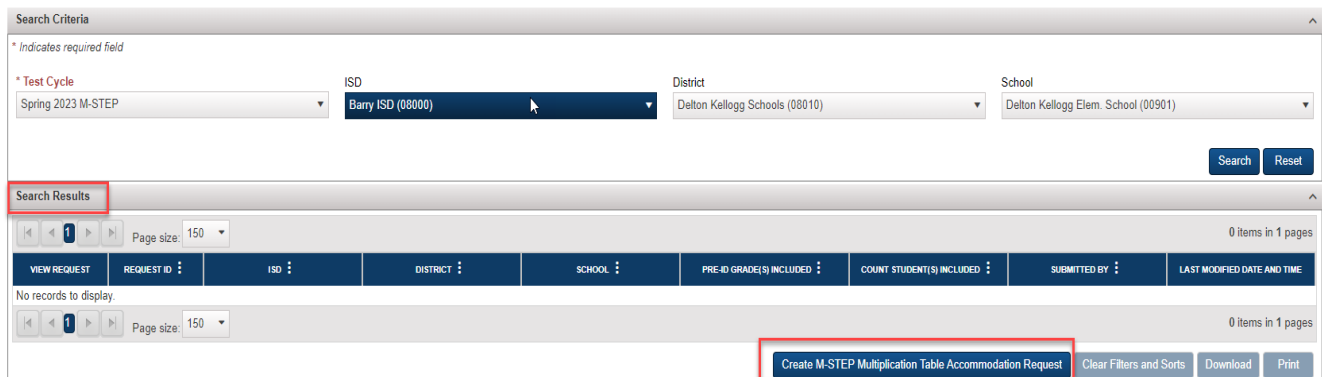 Search Criteria
* Indicates required field
* Test Cycle ISD District School
Spring 2023 M-STEP Barry ISD (08000) Delton Kellogg Schools (08010) Delton Kellogg Elem. School (00901)
Search Reset
Search Results
1 Page size: 150 0 items in 1 pages
VIEW REQUEST REQUEST ID ISD DISTRICT SCHOOL PRE-ID GRADE(S) INCLUDED COUNT STUDENT(S) INCLUDED SUBMITTED BY LAST MODIFIED DATE AND TIME
No records to display.
1 Page size: 150 0 items in 1 pages
Create M-STEP Multiplication Table Accommodation Request Clear Filters and Sorts Download Print